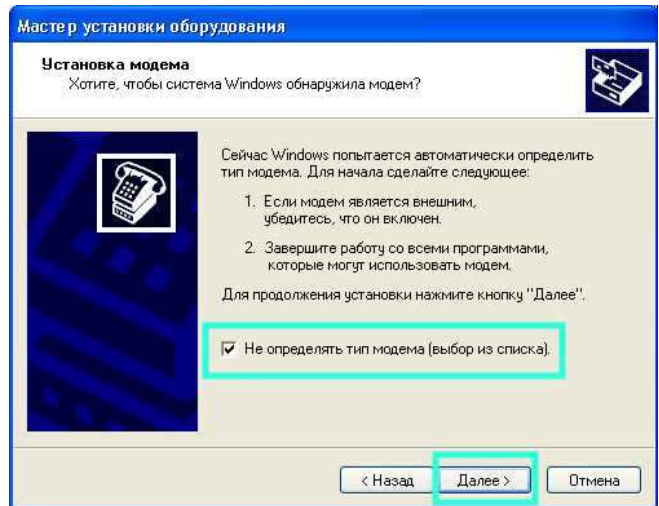 Мастер установки оборудования
Установка модема
Хотите, чтобы система Windows обнаружила модем?
Сейчас Windows попытается автоматически определить
тип модема. Для начала сделайте следующее:
1. Если модем является внешним,
убедитесь, что он включен.
2. Завершите работу со всеми программами,
которые могут использовать модем.
Для продолжения установки нажмите кнопку "Далее".
Не определять тип модема (выбор из списка).
< Назад
Далее >
Отмена